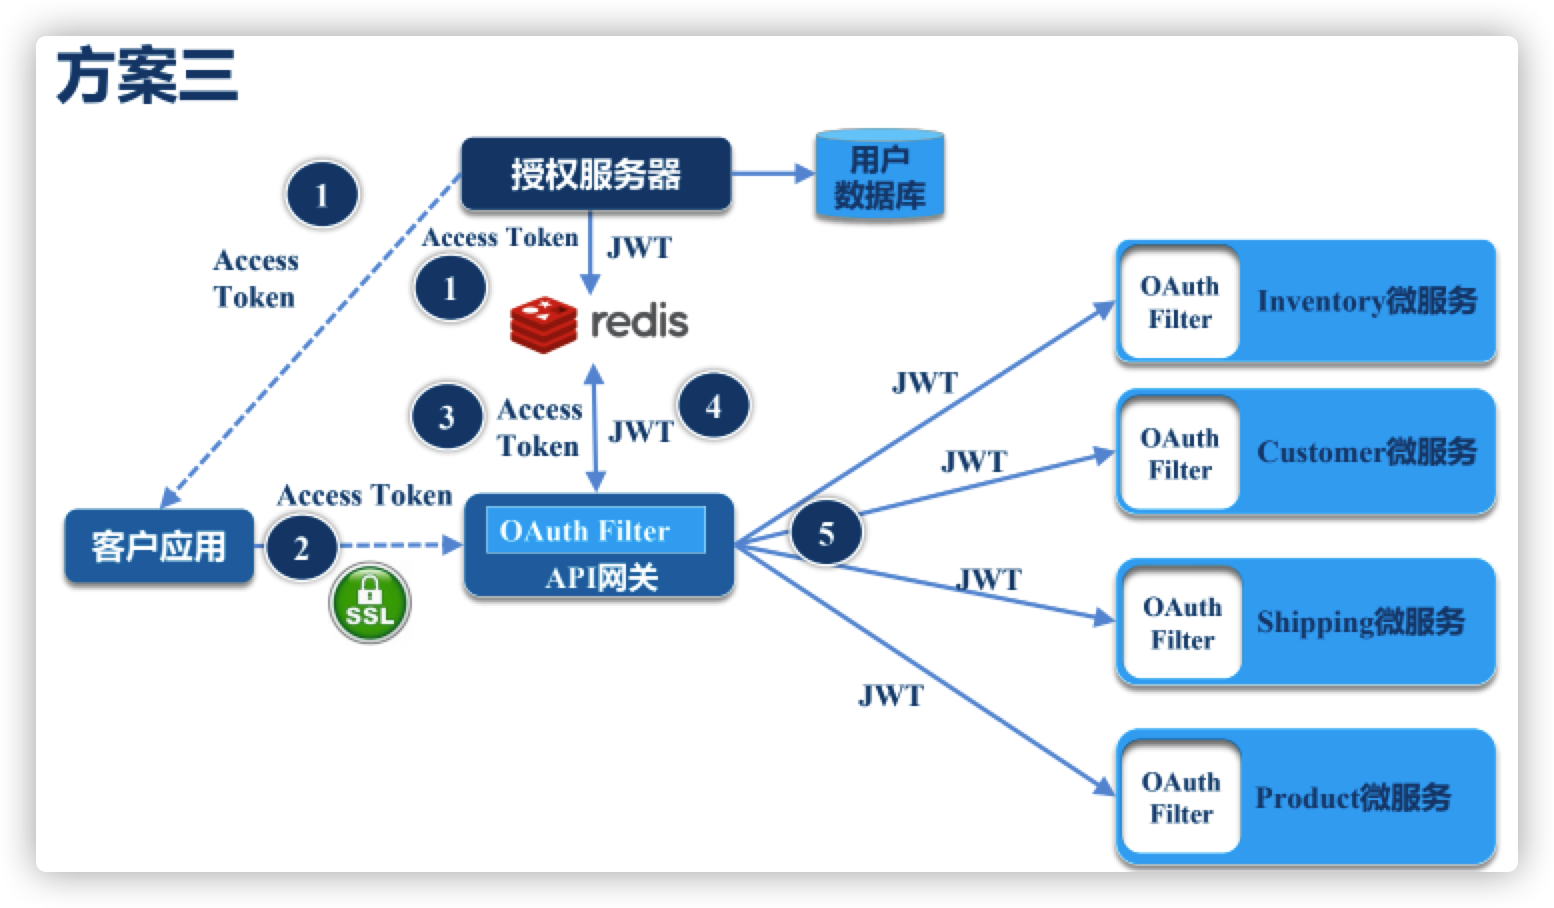 方案三
授权服务器
用户
数据库
1
Access
Token
Access Token
JWT
1
redis
3
Access
Token
JWT
4
客户应用
Access Token
2
SSL
OAuth Filter
API网关
5
JWT
JWT
JWT
JWT
OAuth
Filter
Inventory微服务
OAuth
Filter
Customer微服务
OAuth
Filter
Shipping微服务
OAuth
Filter
Product微服务